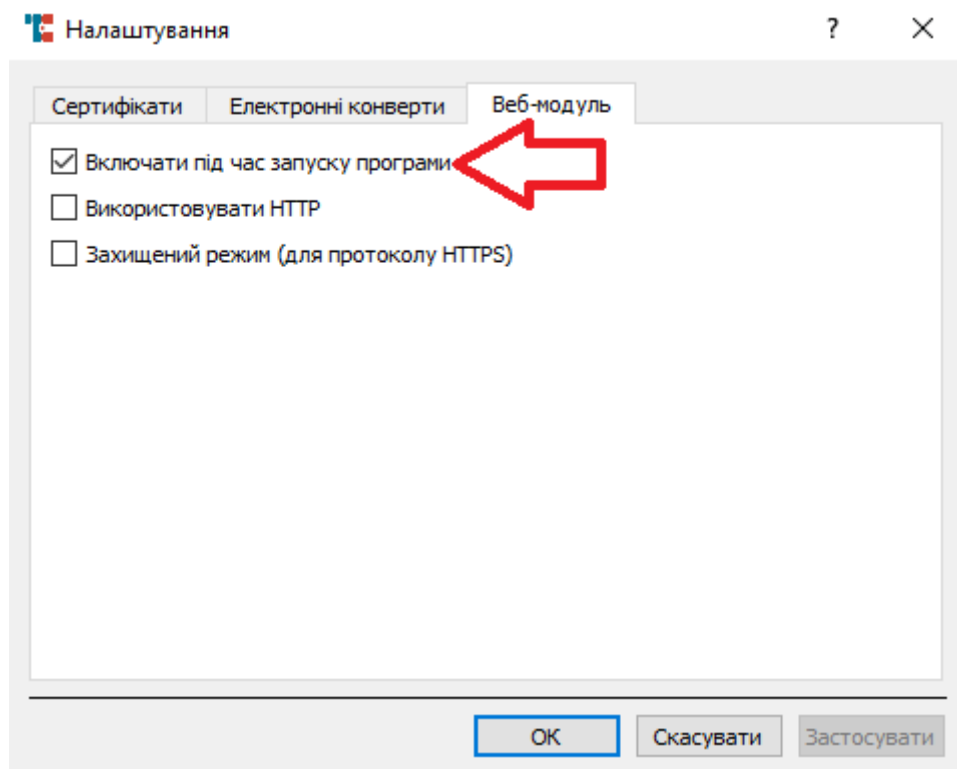 Налаштування
?
Сертифікати Електронні конверти Веб-модуль
Включати під час запуску програми
Використовувати HTTP
Захищений режим (для протоколу HTTPS)
ОК Скасувати Застосувати